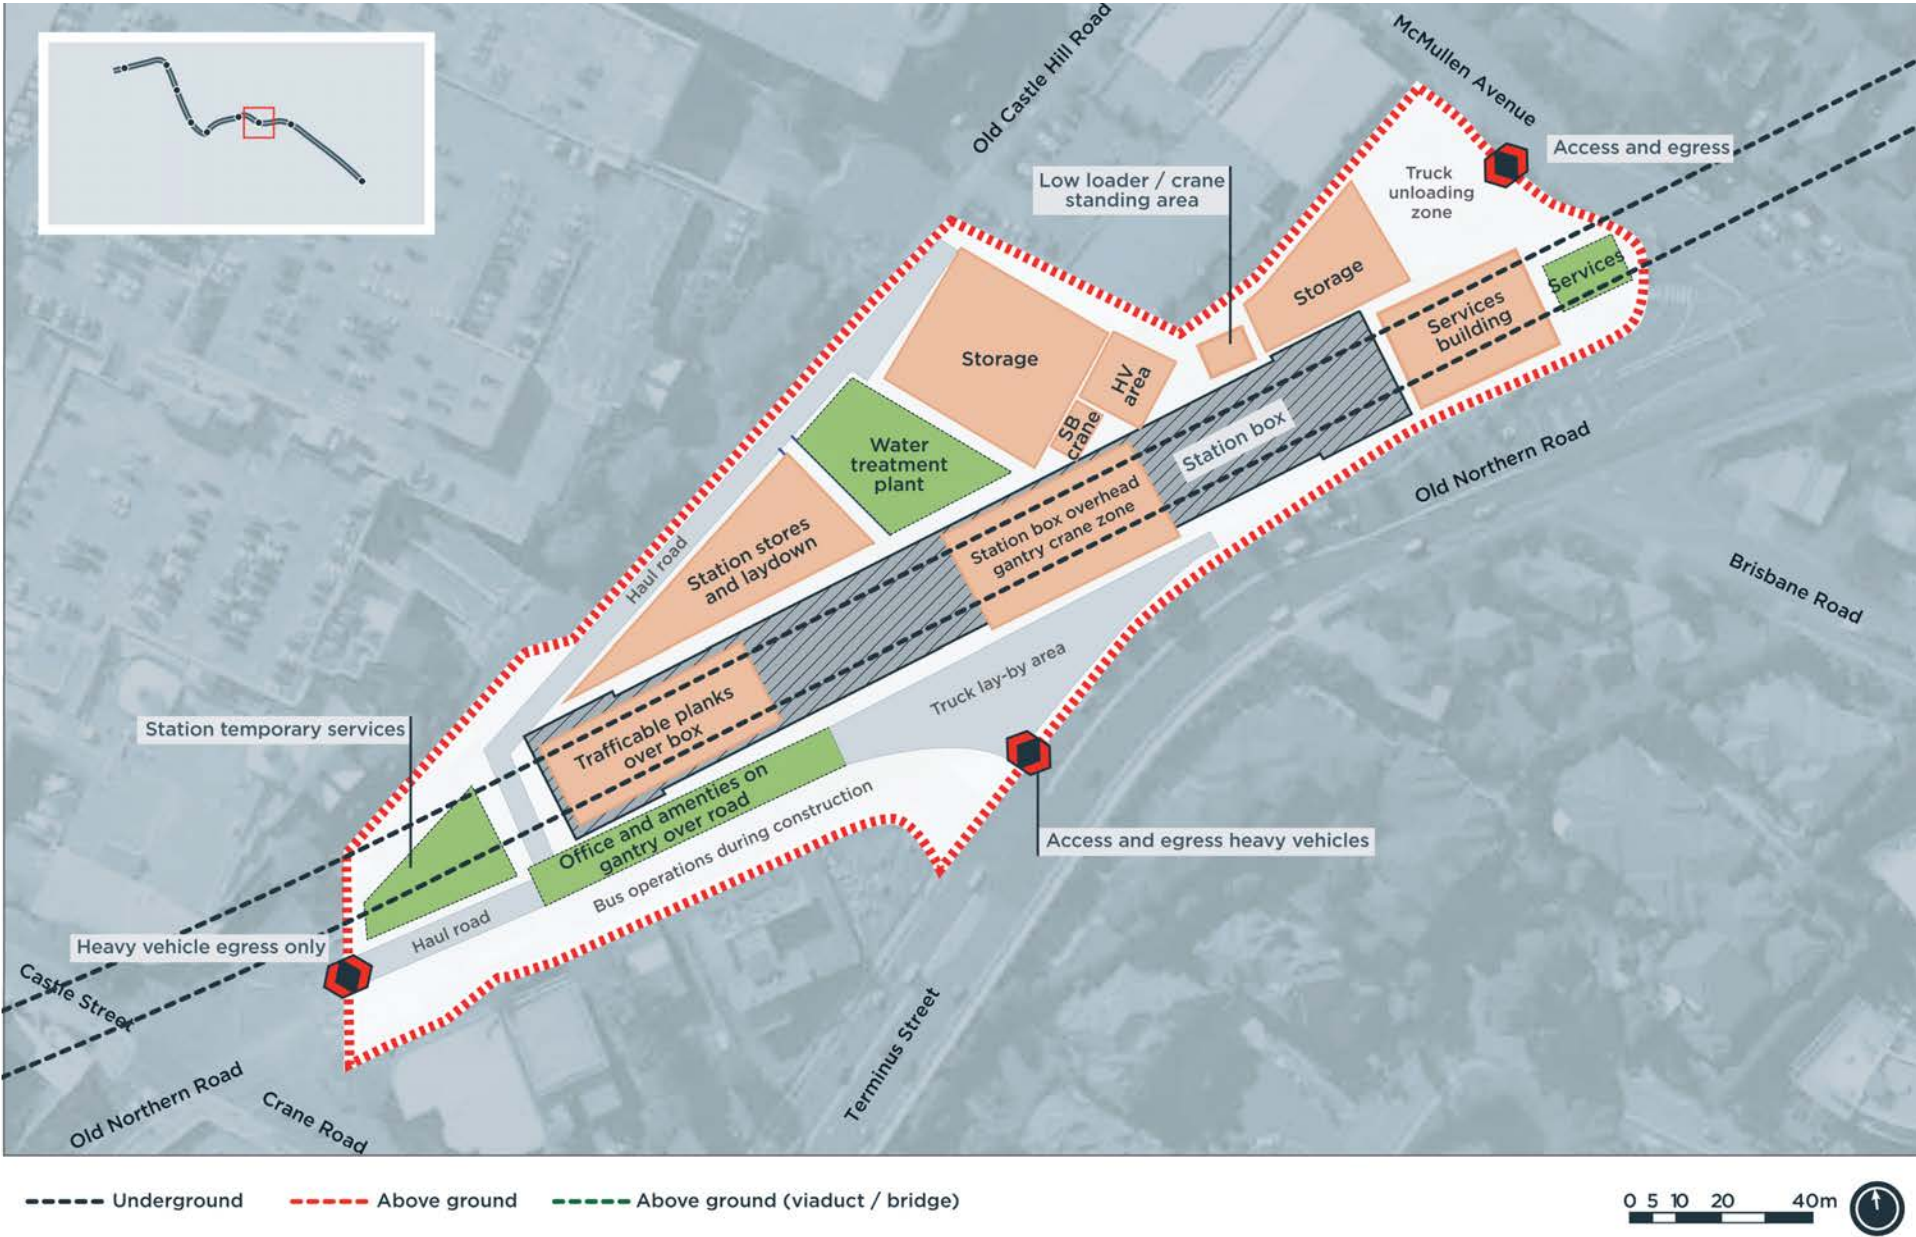 Old Castle Hill Road
McMullen Avenue
Access and egress
Low loader / crane
standing area
Truck
unloading
zone
Services
Storage
Services
building
Storage
HV
area
SB
crane
Station box
Water
treatment
plant
Old Northern Road
Station box overhead
gantry crane zone
Station stores
and laydown
Haul road
Brisbane Road
Truck lay-by area
Station temporary services
Trafficable planks
over box
Office and amenties on
gantry over road
Bus operations during construction
Access and egress heavy vehicles
Haul road
Heavy vehicle egress only
Castle Street
Terminus Street
Old Northern Road
Crane Road
Underground
Above ground
Above ground (viaduct / bridge)
0 5 10 20 40m